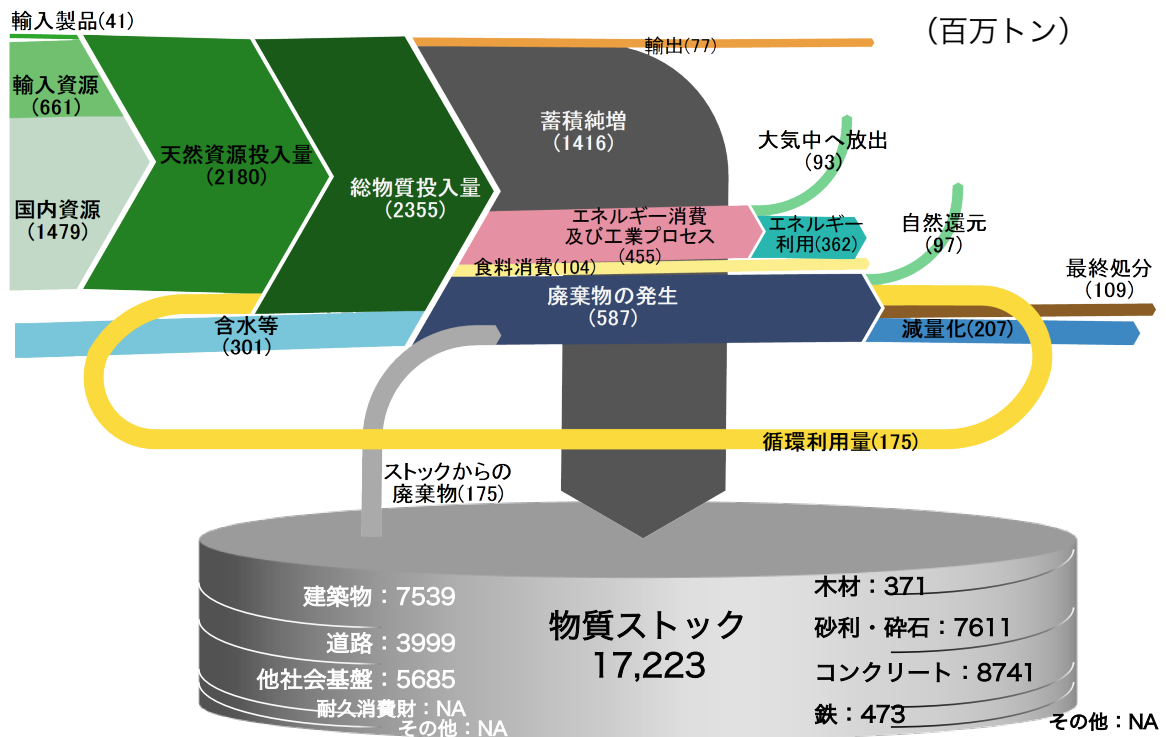 輸入製品(41)
(百万トン)
輸出(77)
輸入資源
(661)
蓄積純増
(1416)
大気中へ放出
(93)
天然資源投入量
(2180)
総物質投入量
(2355)
国内資源
(1479)
エネルギー消費
及び工業プロセス
(455)
エネルギー
利用(362)
自然還元
(97)
食料消費(104)
最終処分
(109)
廃棄物の発生
(587)
含水等
(301)
減量化(207)
循環利用量(175)
ストックからの
廃棄物(175)
建築物：7539
道路：3999
他社会基盤：5685
耐久消費財：NA
その他：NA
物質ストック
17,223
木材：371
砂利・砕石：7611
コンクリート：8741
鉄：473
その他：NA